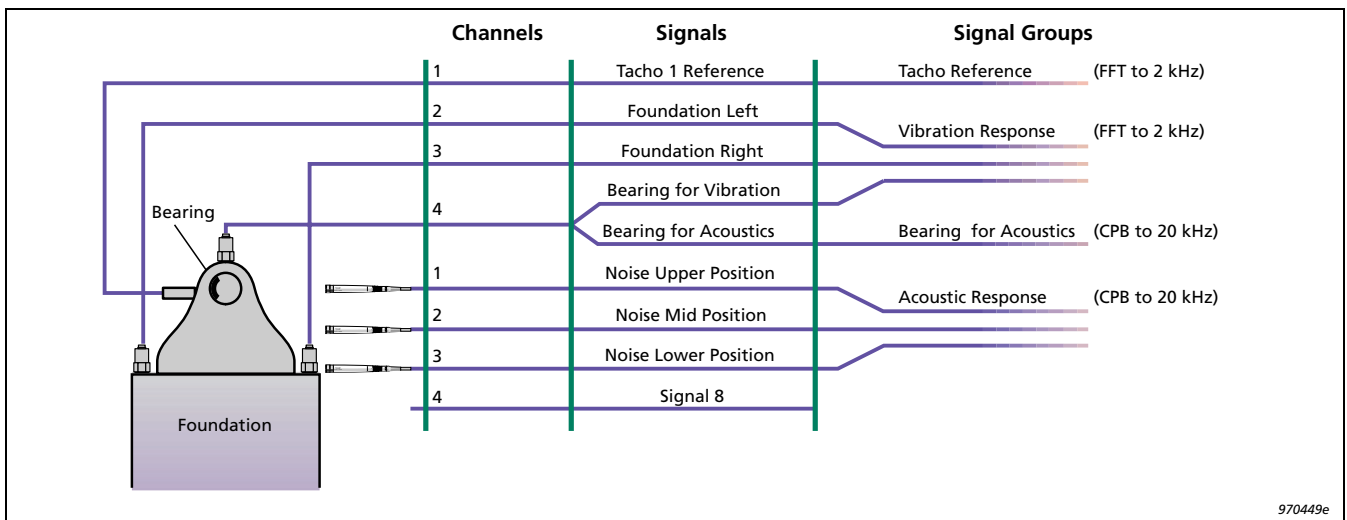 Channels Signals Signal Groups
1 Tacho 1 Reference Tacho Reference (FFT to 2 kHz)
2 Foundation Left
Vibration Response (FFT to 2 kHz)
3 Foundation Right
Bearing for Vibration
4
Bearing
Bearing for Acoustics Bearing for Acoustics (CPB to 20 kHz)
1 Noise Upper Position
Acoustic Response (CPB to 20 kHz)
2 Noise Mid Position
3 Noise Lower Position
4 Signal 8
Foundation
970449e